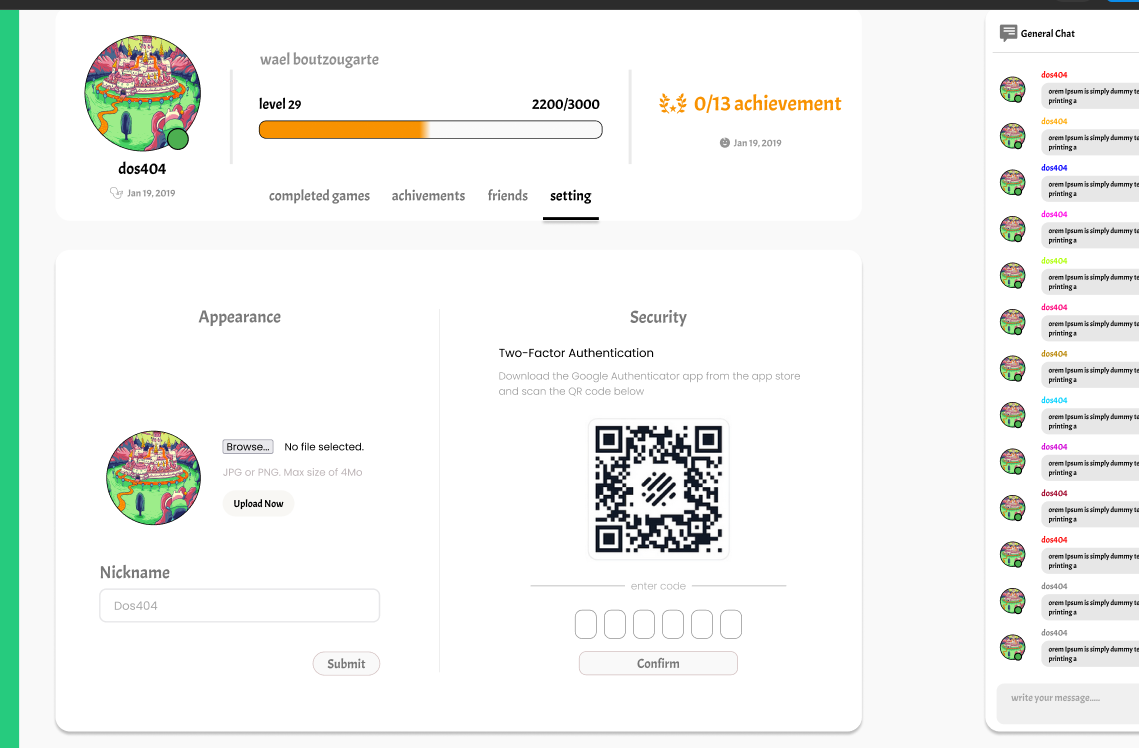 wael boutzougarte
level 29 2200/3000
0/13 achievement
Jan 19, 2019
dos404
Jan 19, 2019
completed games achivements friends setting
Appearance
Browse... No file selected.
JPG or PNG. Max size of 4Mo
Upload Now
Nickname
Dos404
Submit
Security
Two-Factor Authentication
Download the Google Authenticator app from the app store
and scan the QR code below
enter code
Confirm
General Chat
dos404
orem Ipsum is simply dummy te
printing a
dos404
orem Ipsum is simply dummy te
printing a
dos404
orem Ipsum is simply dummy te
printing a
dos404
orem Ipsum is simply dummy te
printing a
dos404
orem Ipsum is simply dummy te
printing a
dos404
orem Ipsum is simply dummy te
printing a
dos404
orem Ipsum is simply dummy te
printing a
dos404
orem Ipsum is simply dummy te
printing a
dos404
orem Ipsum is simply dummy te
printing a
dos404
orem Ipsum is simply dummy te
printing a
dos404
orem Ipsum is simply dummy te
printing a
dos404
orem Ipsum is simply dummy te
printing a
dos404
orem Ipsum is simply dummy te
printing a
write your message.....